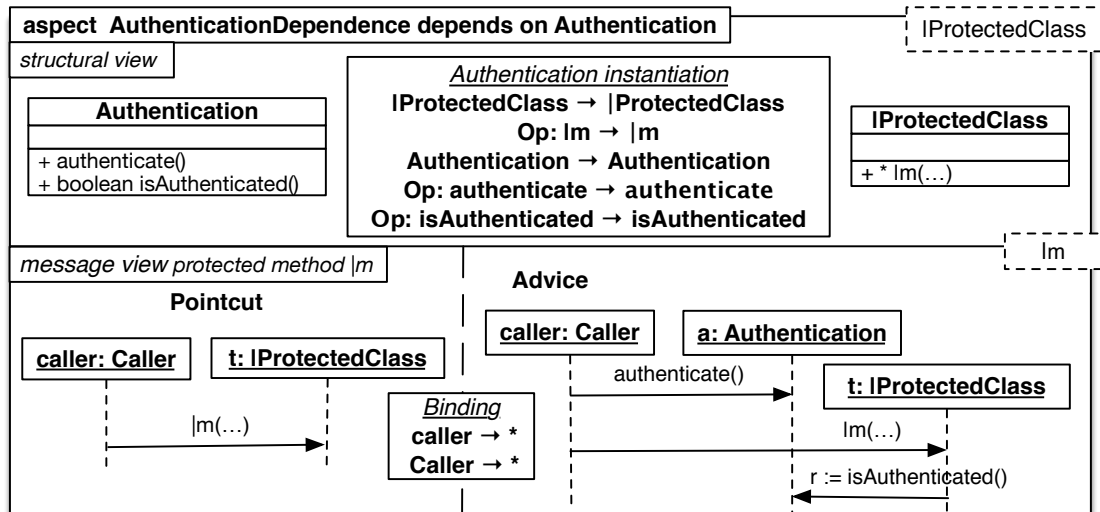 aspect AuthenticationDependence depends on Authentication
|ProtectedClass
structural view
Authentication
+ authenticate()
+ boolean isAuthenticated()
Authentication instantiation
|ProtectedClass → |ProtectedClass
Op: |m → |m
Authentication → Authentication
Op: authenticate → authenticate
Op: isAuthenticated → isAuthenticated
|ProtectedClass
+ * |m(...)
message view protected method |m
|m
Pointcut
caller: Caller
t: |ProtectedClass
|m(...)
Binding
caller → *
Caller → *
Advice
caller: Caller
a: Authentication
authenticate()
t: |ProtectedClass
|m(...)
r := isAuthenticated()